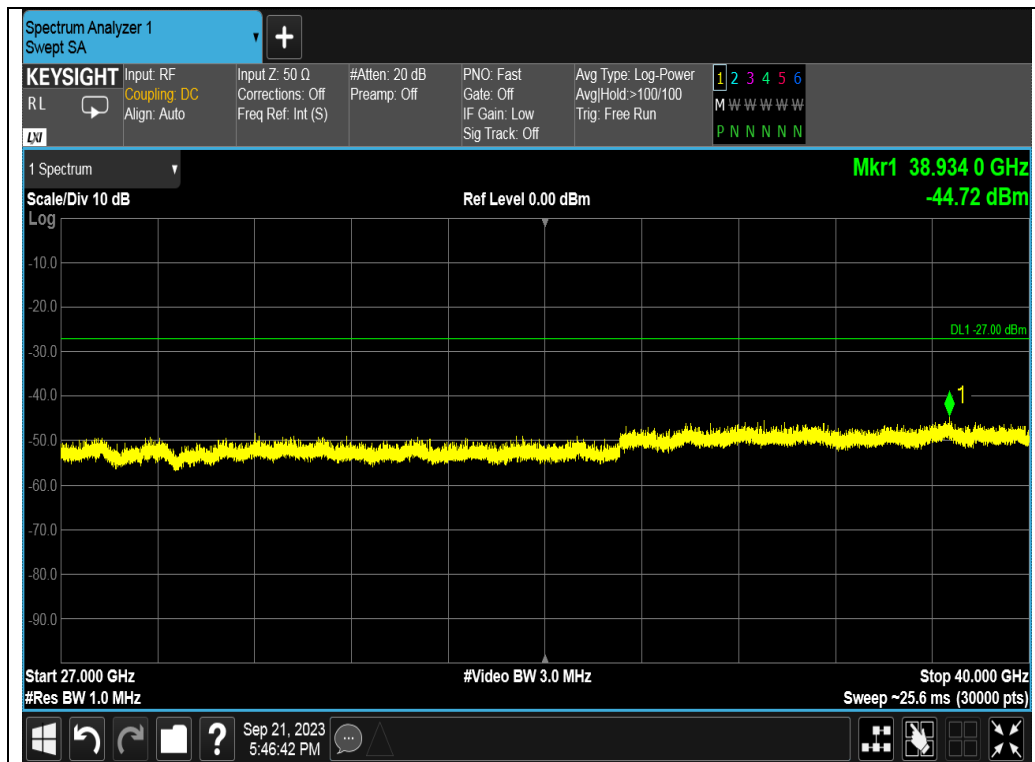 Spectrum Analyzer 1
Swept SA
+
KEYSIGHT
RL
LXI
Input: RF
Coupling: DC
Align: Auto
Input Z: 50 Ω
Corrections: Off
Freq Ref: Int (S)
#Atten: 20 dB
Preamp: Off
PNO: Fast
Gate: Off
IF Gain: Low
Sig Track: Off
Avg Type: Log-Power
Avg|Hold:>100/100
Trig: Free Run
1 2 3 4 5 6
M W W W W W
P N N N N N
1 Spectrum
Mkr1 38.934 0 GHz
-44.72 dBm
Scale/Div 10 dB
Ref Level 0.00 dBm
Log
-10.0
-20.0
DL1 -27.00 dBm
-30.0
-40.0
1
-50.0
-60.0
-70.0
-80.0
-90.0
Start 27.000 GHz
#Video BW 3.0 MHz
Stop 40.000 GHz
#Res BW 1.0 MHz
Sweep ~25.6 ms (30000 pts)
?
Sep 21, 2023
5:46:42 PM